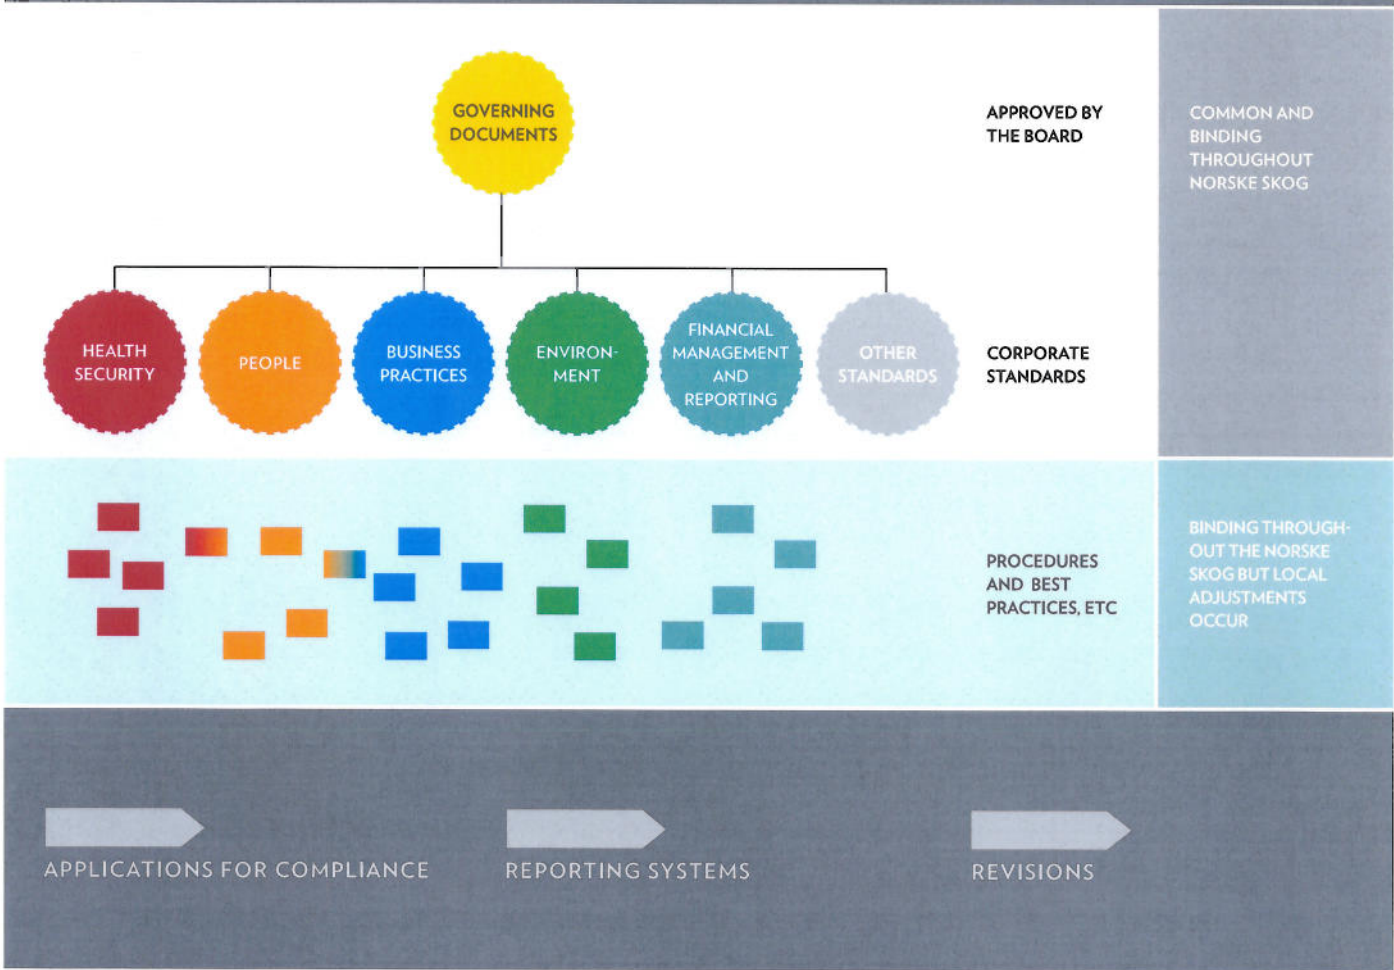 GOVERNING
DOCUMENTS
APPROVED BY
THE BOARD
COMMON AND
BINDING
THROUGHOUT
NORSKE SKOG
HEALTH
SECURITY
PEOPLE
BUSINESS
PRACTICES
ENVIRON-
MENT
FINANCIAL
MANAGEMENT
AND
REPORTING
OTHER
STANDARDS
CORPORATE
STANDARDS
PROCEDURES
AND BEST
PRACTICES, ETC
BINDING THROUGH-
OUT THE NORSKE
SKOG BUT LOCAL
ADJUSTMENTS
OCCUR
APPLICATIONS FOR COMPLIANCE
REPORTING SYSTEMS
REVISIONS